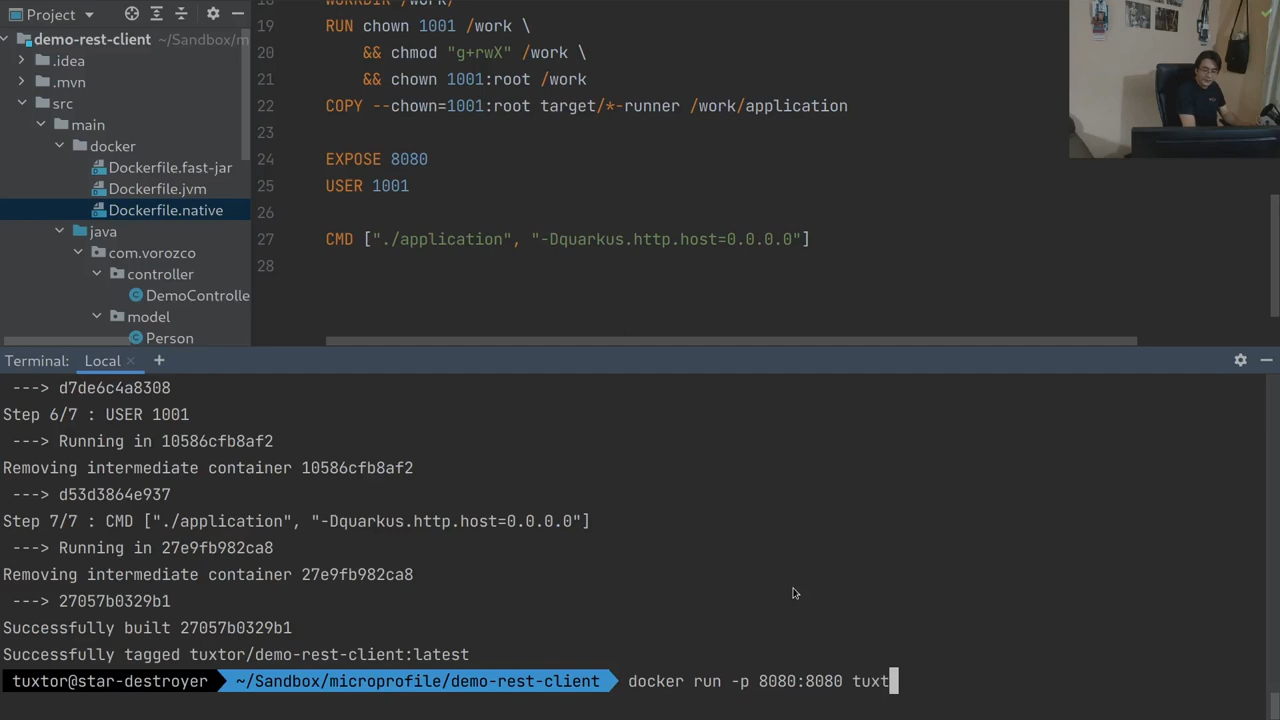 Project
demo-rest-client ~/Sandbox/m
.idea
.mvn
src
main
docker
Dockerfile.fast-jar
Dockerfile.jvm
Dockerfile.native
java
com.vorozco
controller
DemoControlle
model
Person
WORKDIR /work/
19 RUN chown 1001 /work \
20 && chmod "g+rwX" /work \
21 && chown 1001:root /work
22 COPY --chown=1001:root target/*-runner /work/application
23
24 EXPOSE 8080
25 USER 1001
26
27 CMD ["./application", "-Dquarkus.http.host=0.0.0.0"]
28
Terminal: Local
---> d7de6c4a8308
Step 6/7 : USER 1001
---> Running in 10586cfb8af2
Removing intermediate container 10586cfb8af2
---> d53d3864e937
Step 7/7 : CMD ["./application", "-Dquarkus.http.host=0.0.0.0"]
---> Running in 27e9fb982ca8
Removing intermediate container 27e9fb982ca8
---> 27057b0329b1
Successfully built 27057b0329b1
Successfully tagged tuxtor/demo-rest-client:latest
tuxtor@star-destroyer ~/Sandbox/microprofile/demo-rest-client docker run -p 8080:8080 tuxt